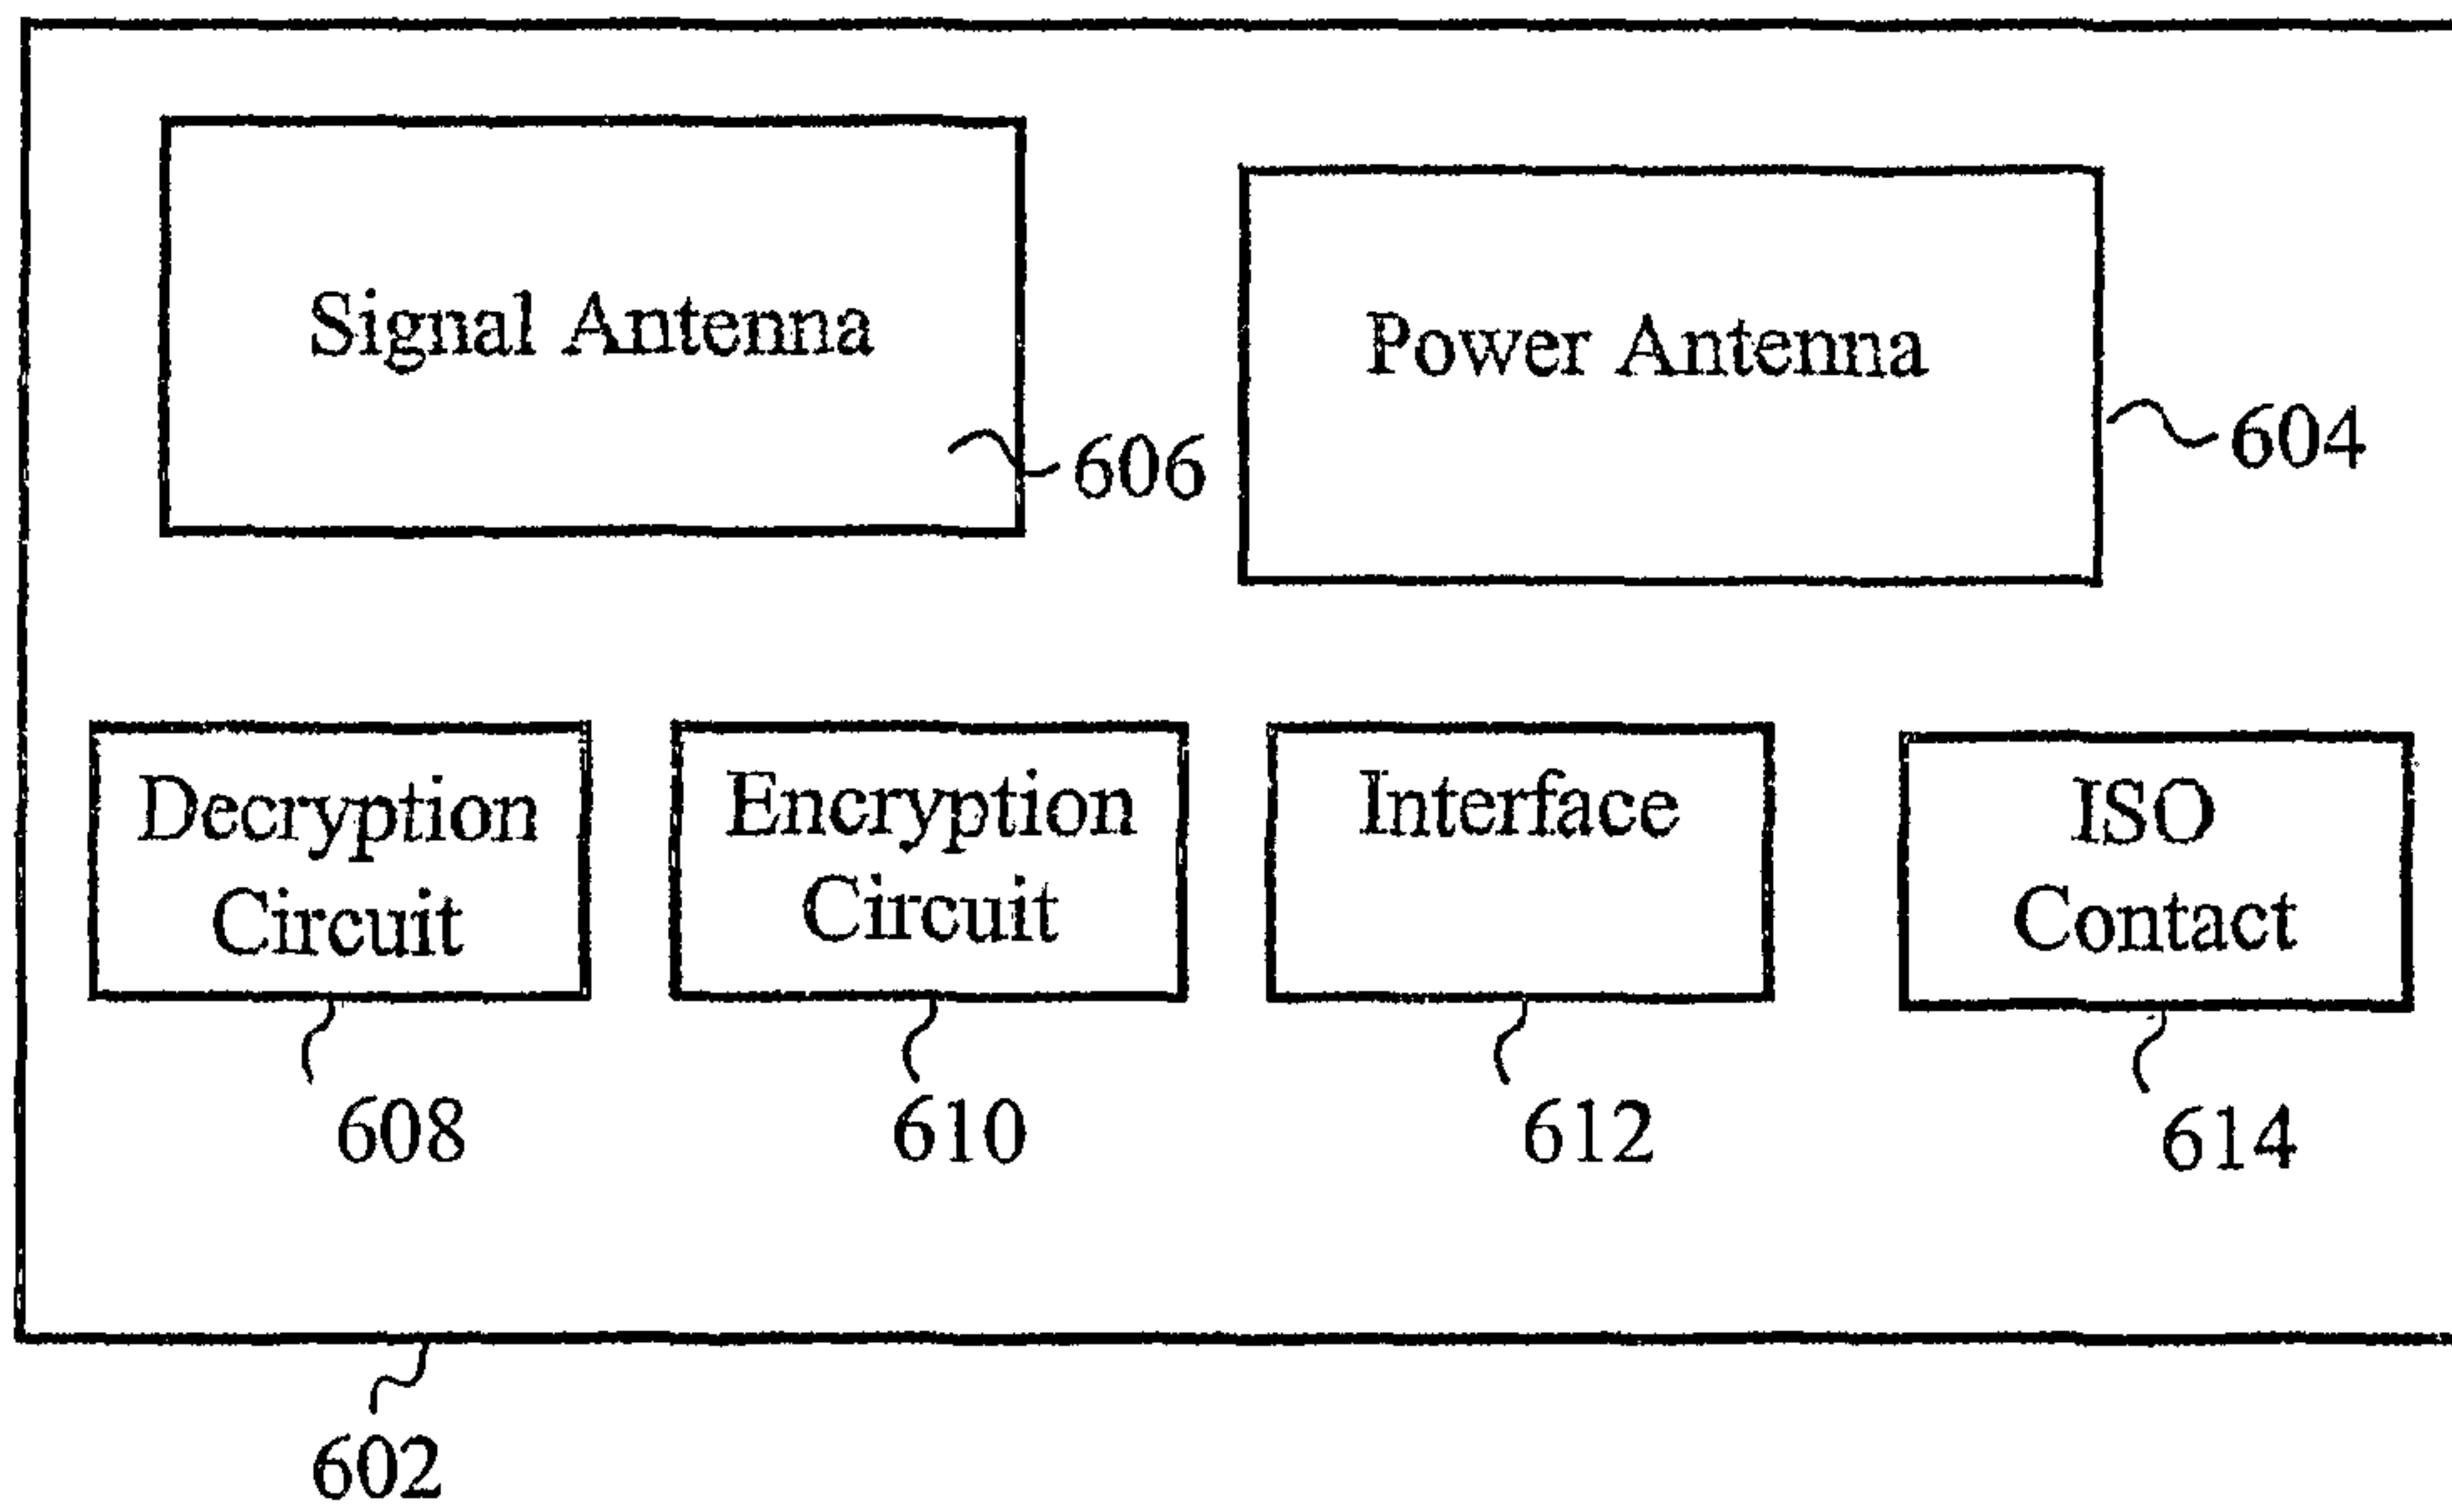 Signal Antenna
606
Power Antenna
604
Decryption
Circuit
608
Encryption
Circuit
610
Interface
612
ISO
Contact
614
602